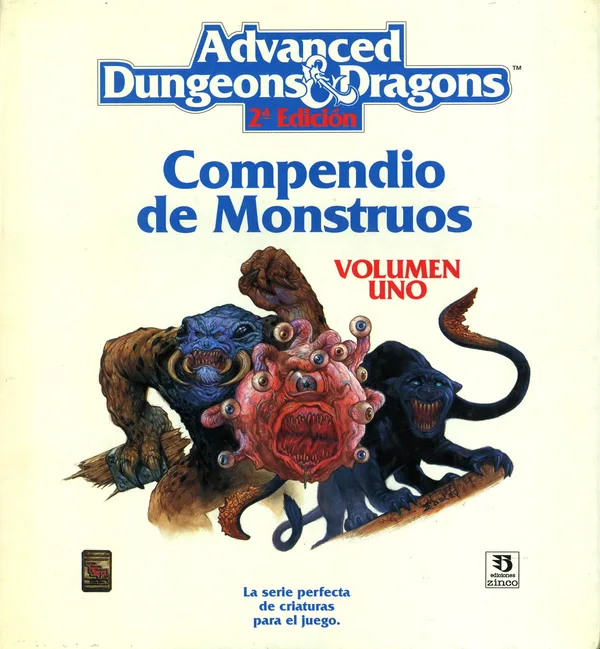 Advanced
Dungeons & Dragons™
2ª Edición
Compendio
de Monstruos
VOLUMEN
UNO
ediciones
zinco
La serie perfecta
de criaturas
para el juego.